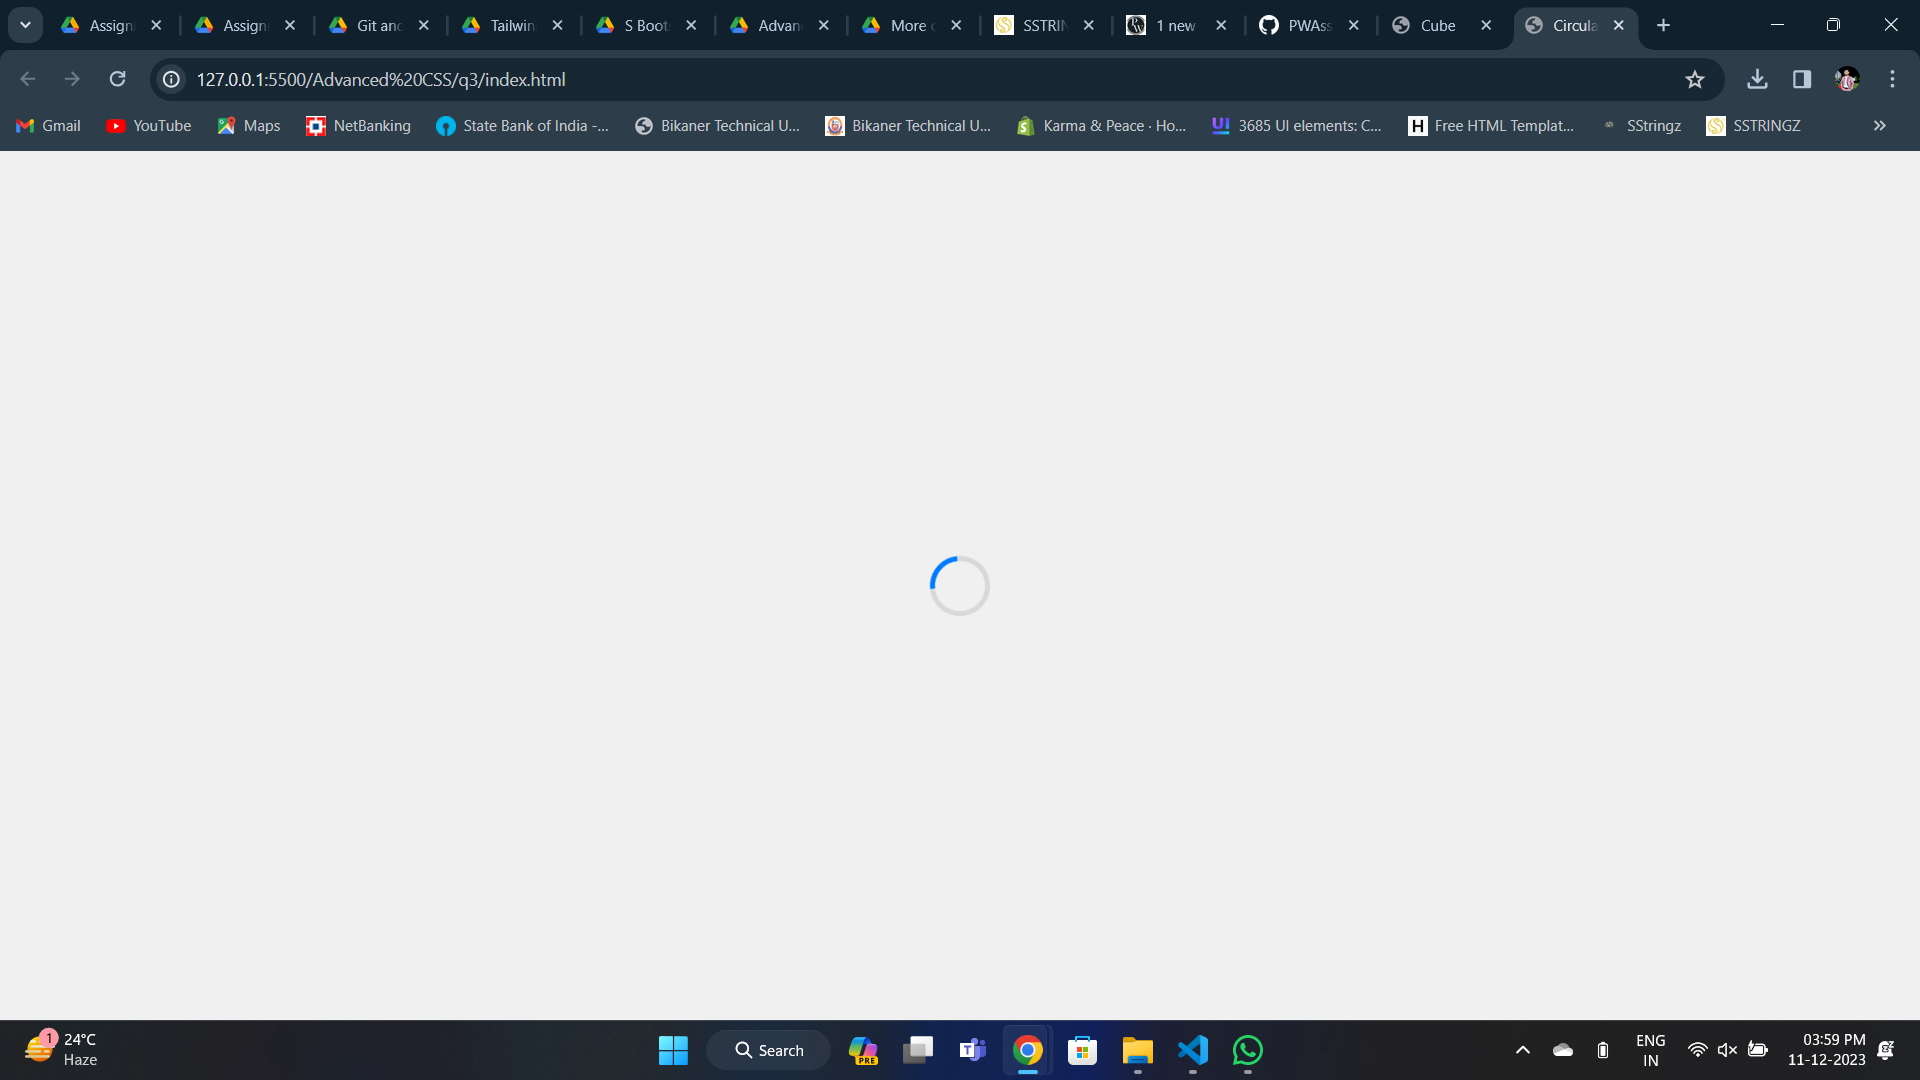 Assign
Assign
Git and
Tailwin
S Boot
Advan
More
SSTRIN
1 new
PWAss
Cube
Circula
127.0.0.1:5500/Advanced%20CSS/q3/index.html
Gmail
YouTube
Maps
NetBanking
State Bank of India -...
Bikaner Technical U...
Bikaner Technical U...
Karma & Peace · Ho...
UI
3685 UI elements: C...
H
Free HTML Templat...
SStringz
SSTRINGZ
1
24°C
Haze
Search
PRE
T
ENG
IN
03:59 PM
11-12-2023